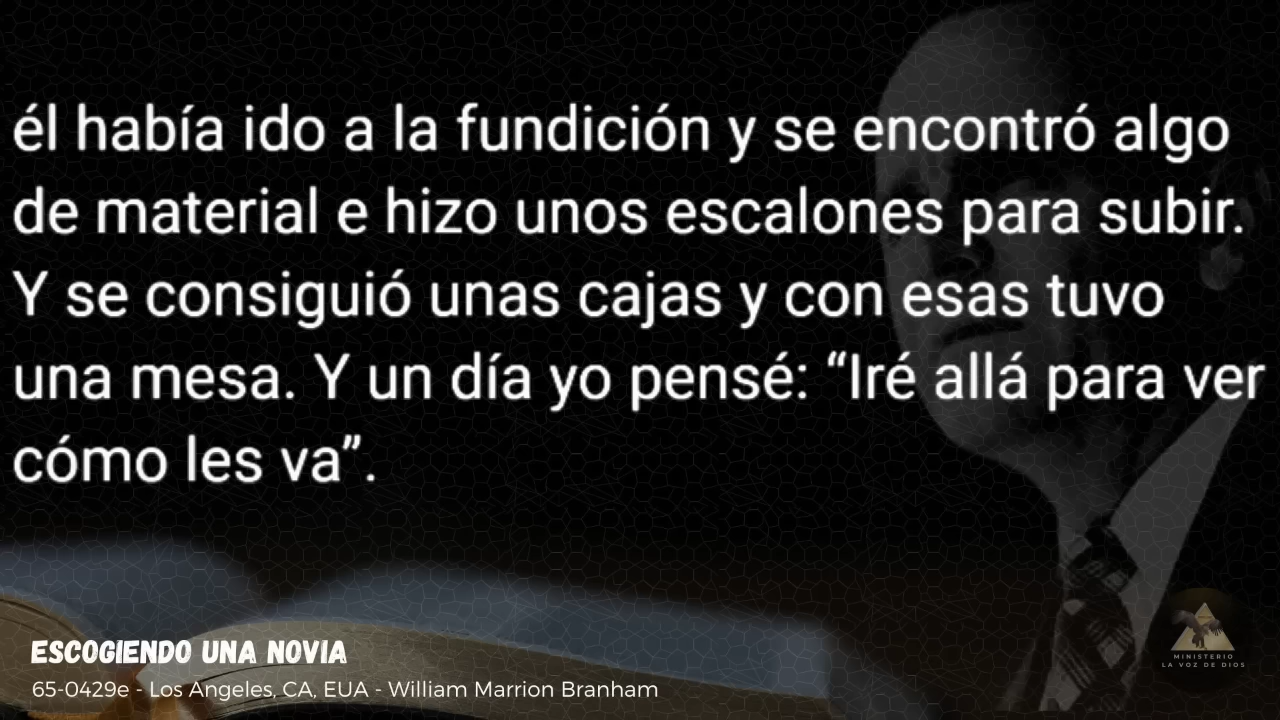 él había ido a la fundición y se encontró algo
de material e hizo unos escalones para subir.
Y se consiguió unas cajas y con esas tuvo
una mesa. Y un día yo pensé: “Iré allá para ver
cómo les va”.
ESCOGIENDO UNA NOVIA
65-0429e - Los Angeles, CA, EUA - William Marrion Branham
MINISTERIO
LA VOZ DE DIOS